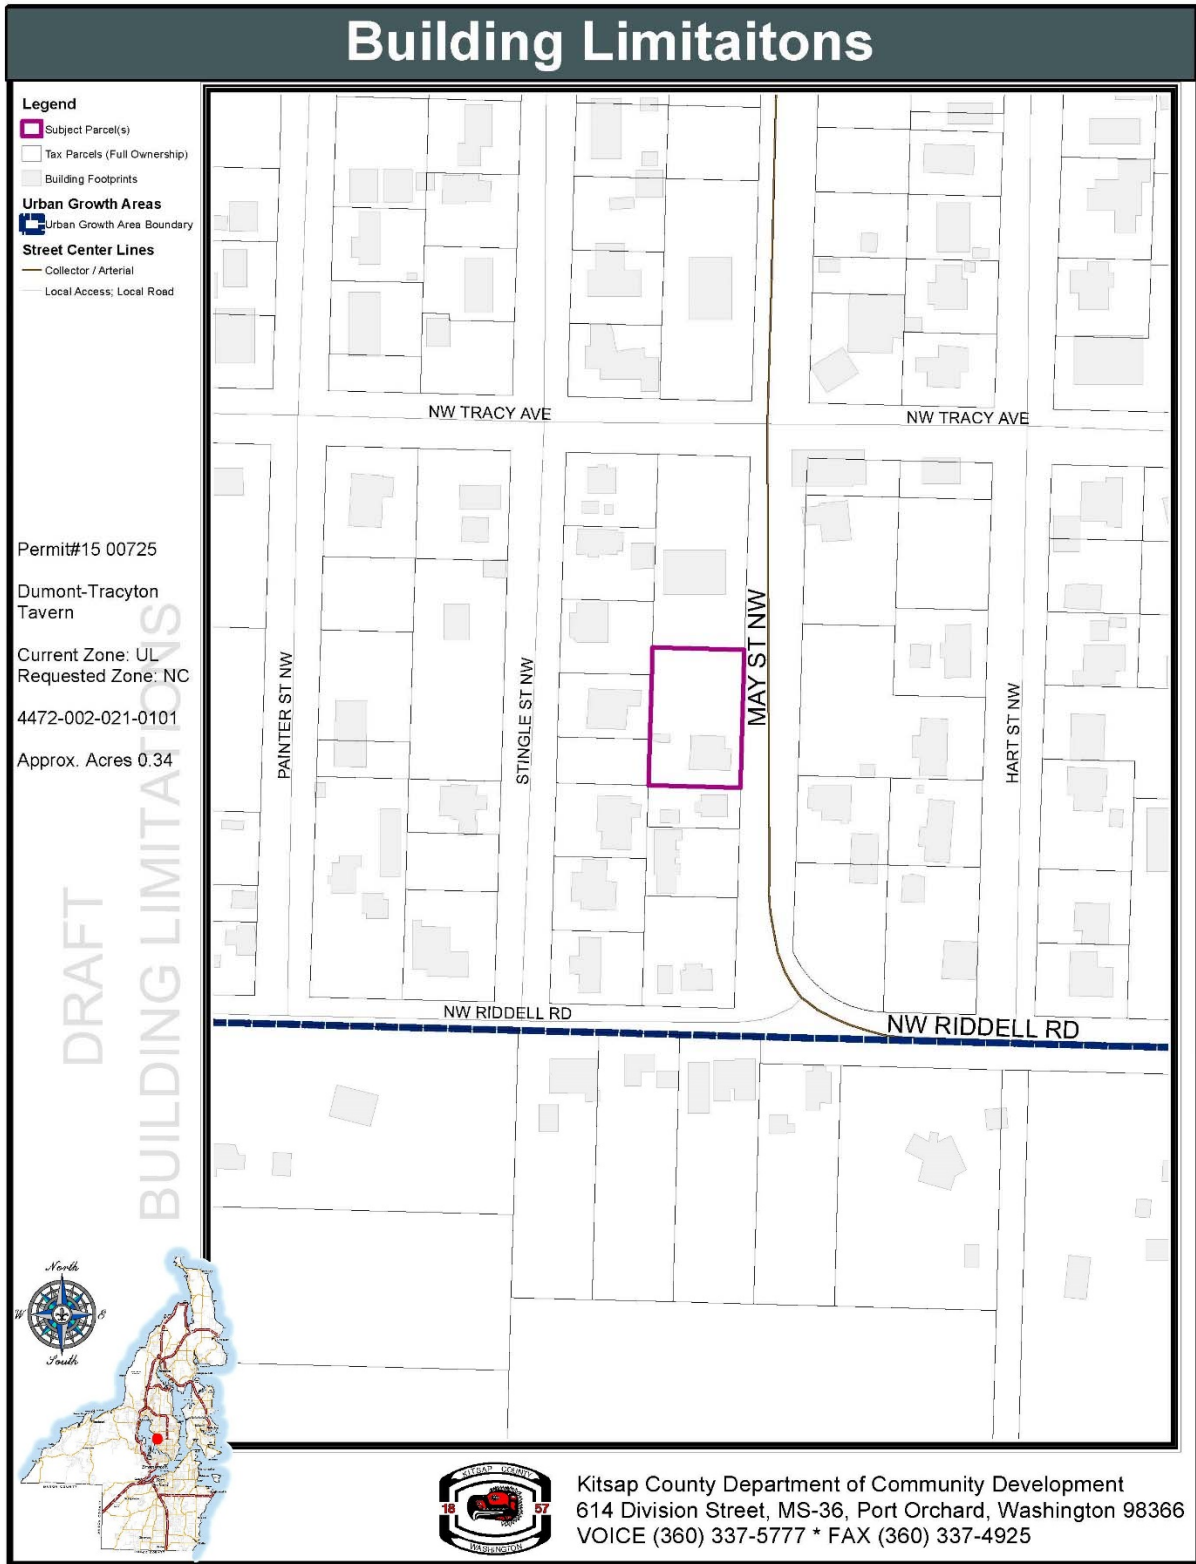 Building Limitaitons
Legend
Subject Parcel(s)
Tax Parcels (Full Ownership)
Building Footprints
Urban Growth Areas
Urban Growth Area Boundary
Street Center Lines
Collector / Arterial
Local Access; Local Road
Permit#15 00725
Dumont-Tracyton
Tavern
Current Zone: UL
Requested Zone: NC
4472-002-021-0101
Approx. Acres 0.34
DRAFT
BUILDING LIMITATIONS
NW TRACY AVE
NW TRACY AVE
PAINTER ST NW
STINGLE ST NW
MAY ST NW
HART ST NW
NW RIDDELL RD
NW RIDDELL RD
North
W
E
South
KITSAP COUNTY
18 57
WASHINGTON
Kitsap County Department of Community Development
614 Division Street, MS-36, Port Orchard, Washington 98366
VOICE (360) 337-5777 * FAX (360) 337-4925